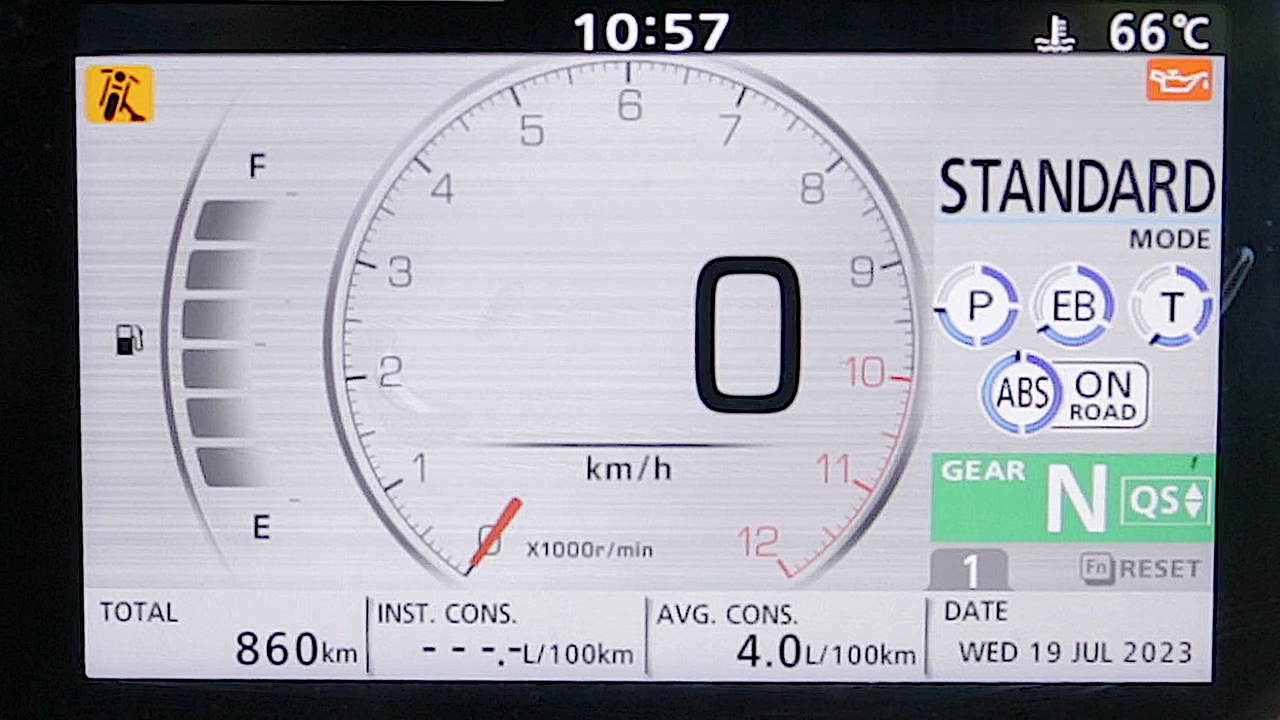 10:57
66℃
F
E
0
1
2
3
4
5
6
7
8
9
10
11
12
0
km/h
X1000r/min
STANDARD
MODE
P EB T
ABS ON
ROAD
GEAR N QS
1 Fn RESET
TOTAL
860km
INST. CONS.
- - -.-L/100km
AVG. CONS.
4.0L/100km
DATE
WED 19 JUL 2023